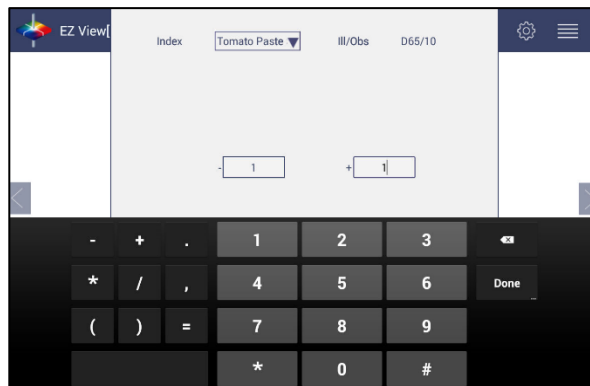 EZ View[
Index Tomato Paste Ill/Obs D65/10
- 1 + 1
- + . 1 2 3
* / , 4 5 6 Done
( ) = 7 8 9
* 0 #